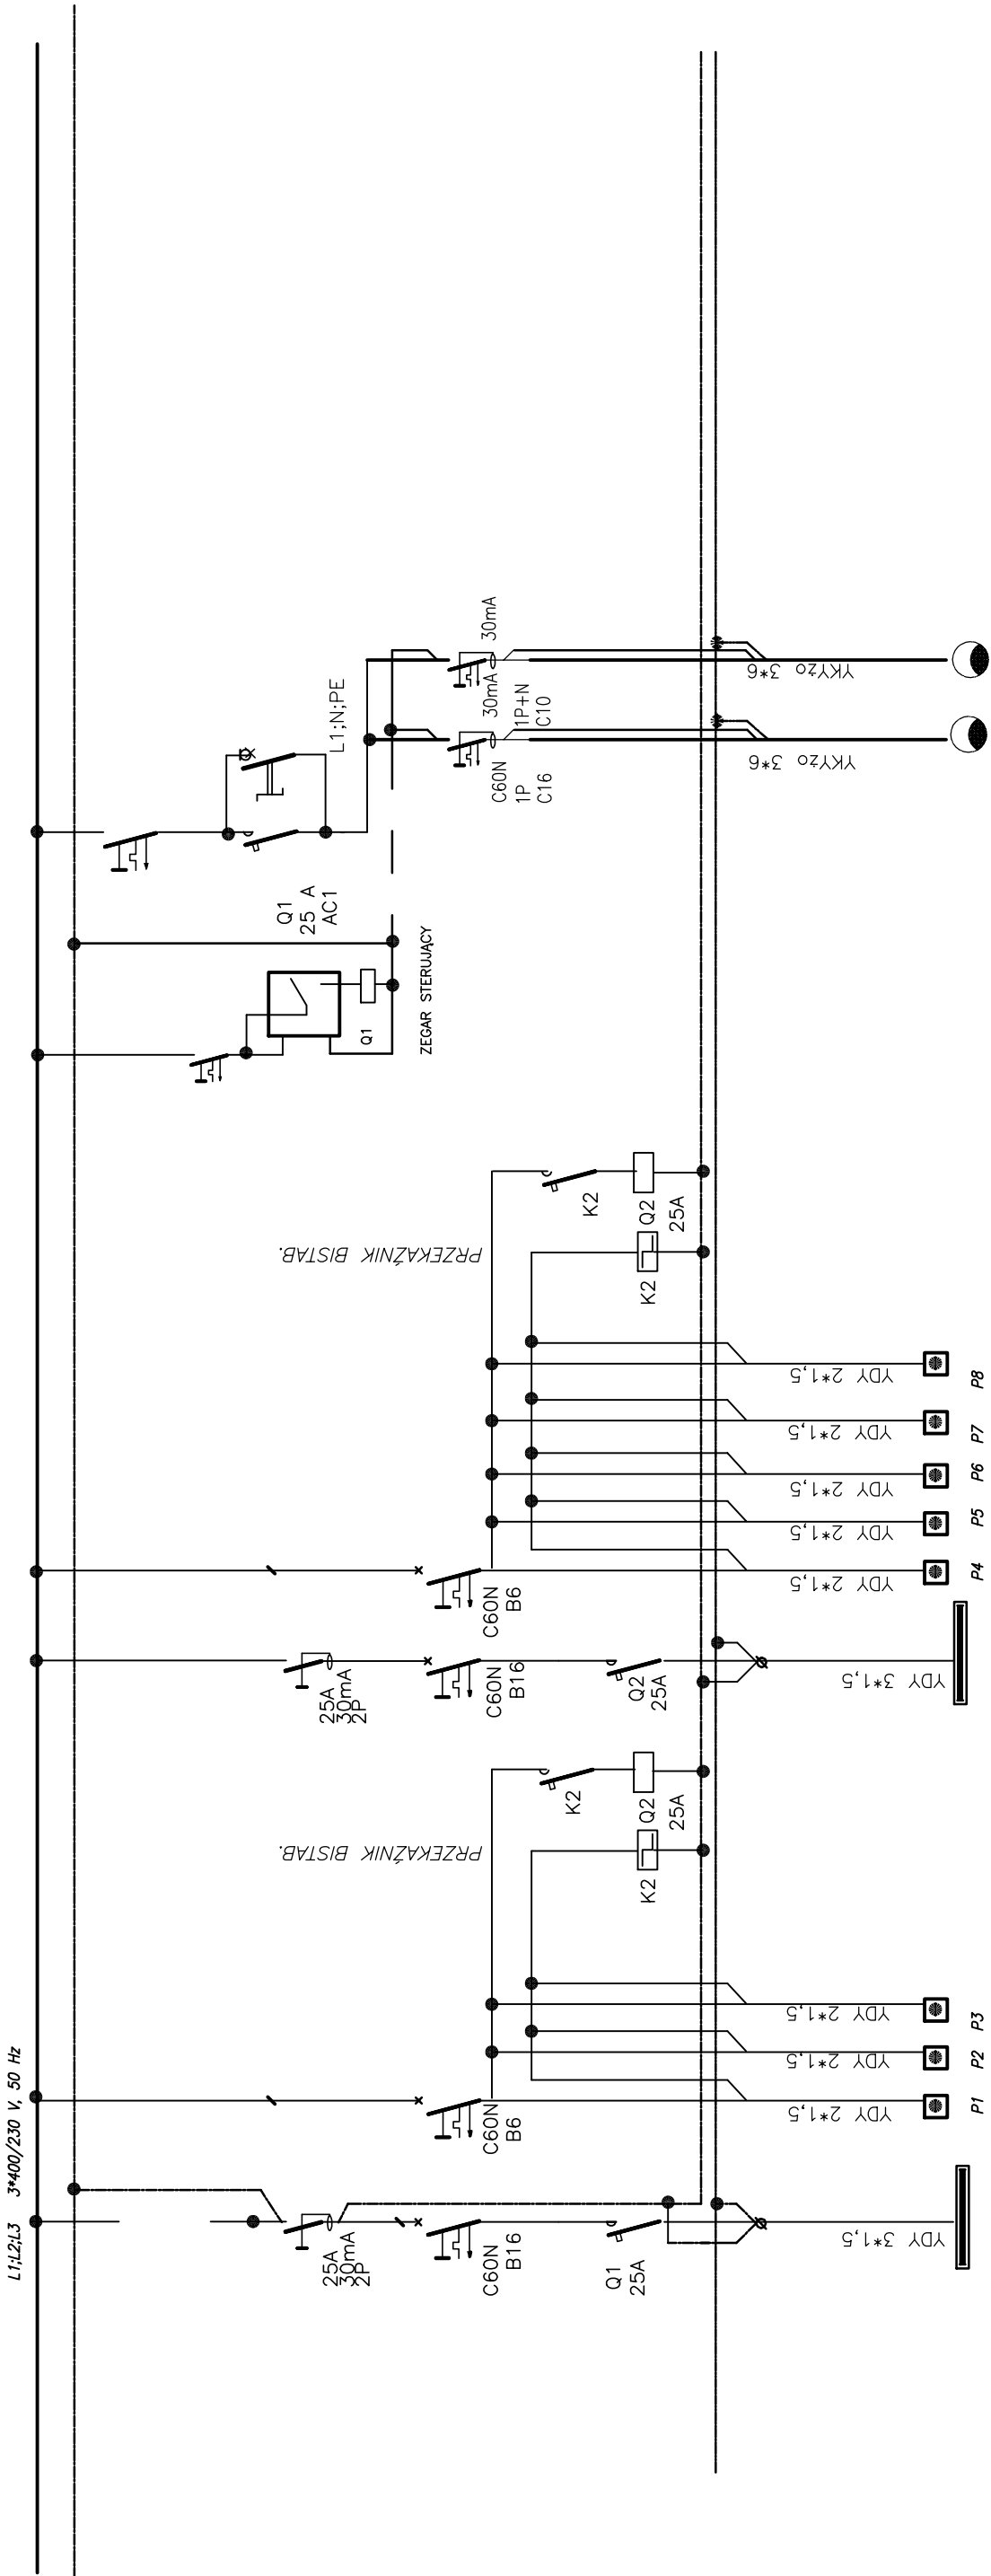 L1;N;PE
30mA
30mA
1P+N
C10
C60N
1P
C16
YKYżo 3*6
YKYżo 3*6
Q1
25 A
AC1
Q1
ZEGAR STERUJĄCY
PRZEKAŹNIK BISTAB.
K2
Q2
25A
K2
YDY 2*1,5
YDY 2*1,5
YDY 2*1,5
YDY 2*1,5
YDY 2*1,5
P8
P7
P6
P5
P4
C60N
B6
25A
30mA
2P
C60N
B16
Q2
25A
YDY 3*1,5
PRZEKAŹNIK BISTAB.
K2
Q2
25A
K2
YDY 2*1,5
YDY 2*1,5
YDY 2*1,5
P3
P2
P1
C60N
B6
L1;L2;L3 3*400/230 V, 50 Hz
25A
30mA
2P
C60N
B16
Q1
25A
YDY 3*1,5